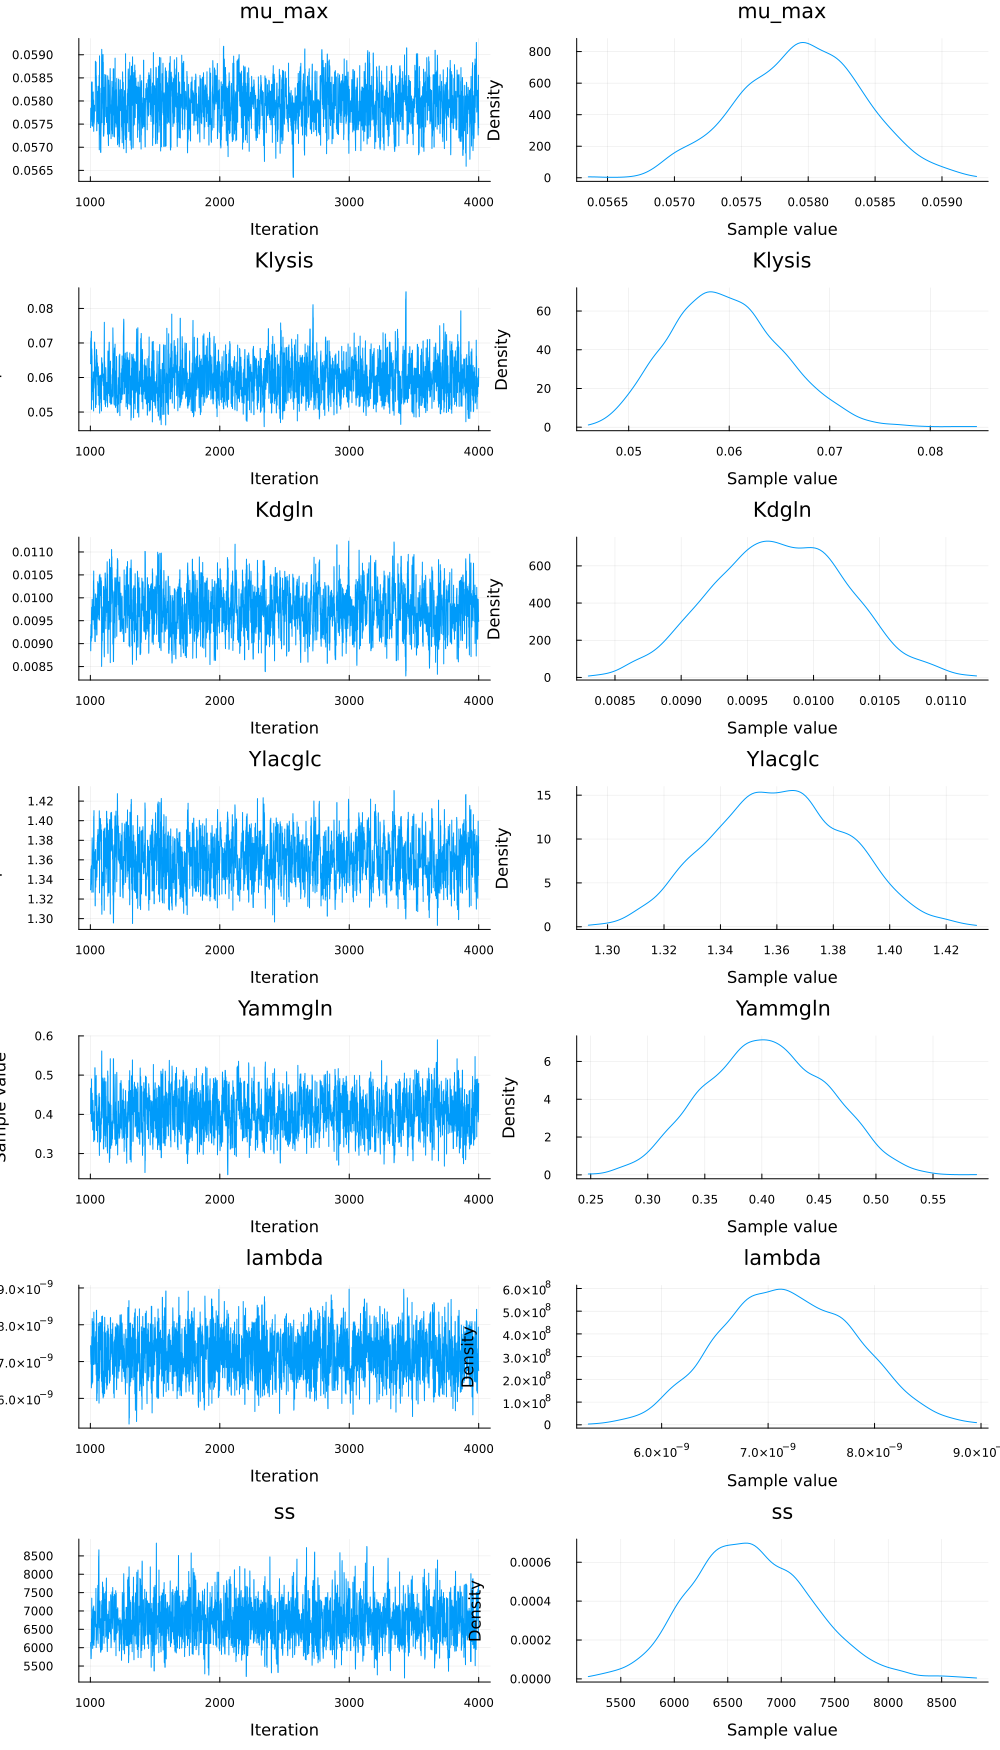 mu_max mu_max
0.0590
0.0585
0.0580
0.0575
0.0570
0.0565
1000 2000 3000 4000
Iteration
Density
800
600
400
200
0
0.0565 0.0570 0.0575 0.0580 0.0585 0.0590
Sample value
Klysis Klysis
0.08
0.07
0.06
0.05
1000 2000 3000 4000
Iteration
Density
60
40
20
0
0.05 0.06 0.07 0.08
Sample value
Kdgln Kdgln
0.0110
0.0105
0.0100
0.0095
0.0090
0.0085
1000 2000 3000 4000
Iteration
Density
600
400
200
0
0.0085 0.0090 0.0095 0.0100 0.0105 0.0110
Sample value
Ylacglc Ylacglc
1.42
1.40
1.38
1.36
1.34
1.32
1.30
1000 2000 3000 4000
Iteration
Density
15
10
5
0
1.30 1.32 1.34 1.36 1.38 1.40 1.42
Sample value
Yammgln Yammgln
Sample value
0.6
0.5
0.4
0.3
1000 2000 3000 4000
Iteration
Density
6
4
2
0
0.25 0.30 0.35 0.40 0.45 0.50 0.55
Sample value
lambda lambda
9.0×10⁻⁹
8.0×10⁻⁹
7.0×10⁻⁹
6.0×10⁻⁹
1000 2000 3000 4000
Iteration
Density
6.0×10⁸
5.0×10⁸
4.0×10⁸
3.0×10⁸
2.0×10⁸
1.0×10⁸
0
6.0×10⁻⁹ 7.0×10⁻⁹ 8.0×10⁻⁹ 9.0×10⁻
Sample value
ss ss
8500
8000
7500
7000
6500
6000
5500
1000 2000 3000 4000
Iteration
Density
0.0006
0.0004
0.0002
0.0000
5500 6000 6500 7000 7500 8000 8500
Sample value